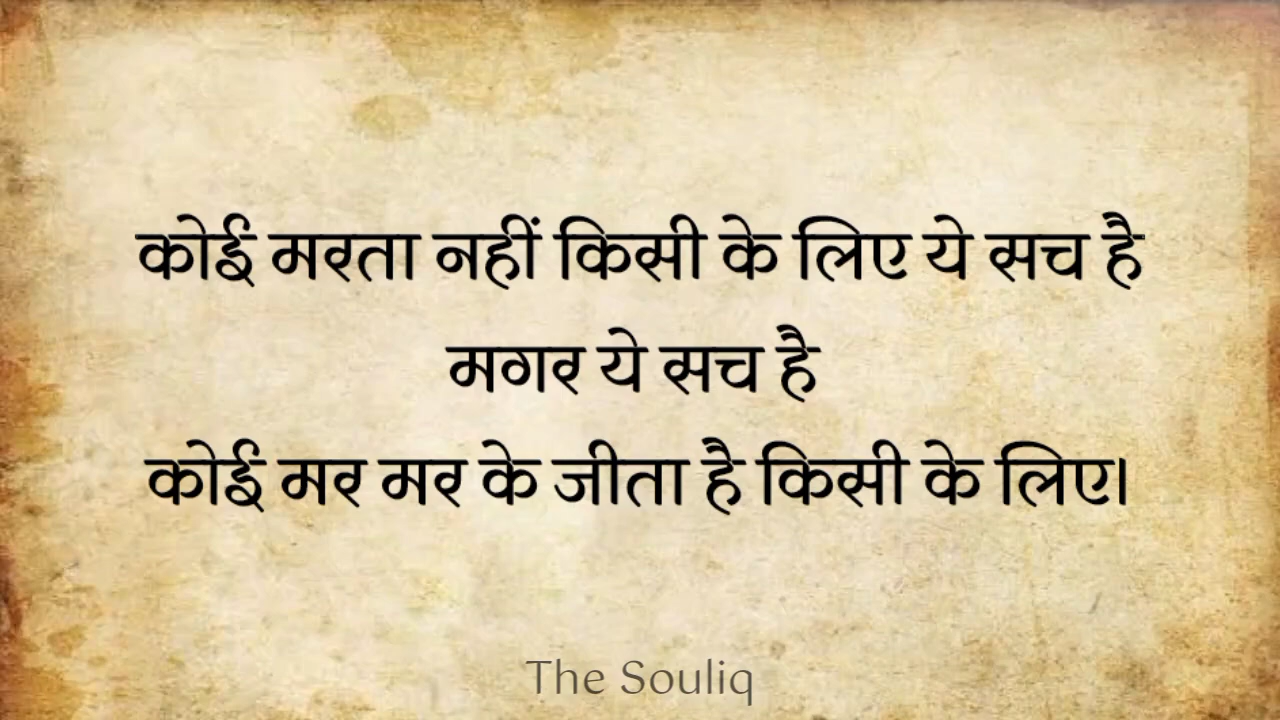 कोई मरता नहीं किसी के लिए ये सच है
मगर ये सच है
कोई मर मर के जीता है किसी के लिए।
The Souliq